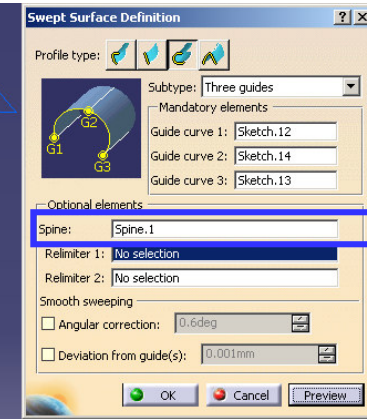 Swept Surface Definition
Profile type:
Subtype: Three guides
Mandatory elements
G1 G2 G3
Guide curve 1: Sketch.12
Guide curve 2: Sketch.14
Guide curve 3: Sketch.13
Optional elements
Spine: Spine.1
Relimiter 1: No selection
Relimiter 2: No selection
Smooth sweeping
Angular correction: 0.6deg
Deviation from guide(s): 0.001mm
OK Cancel Preview